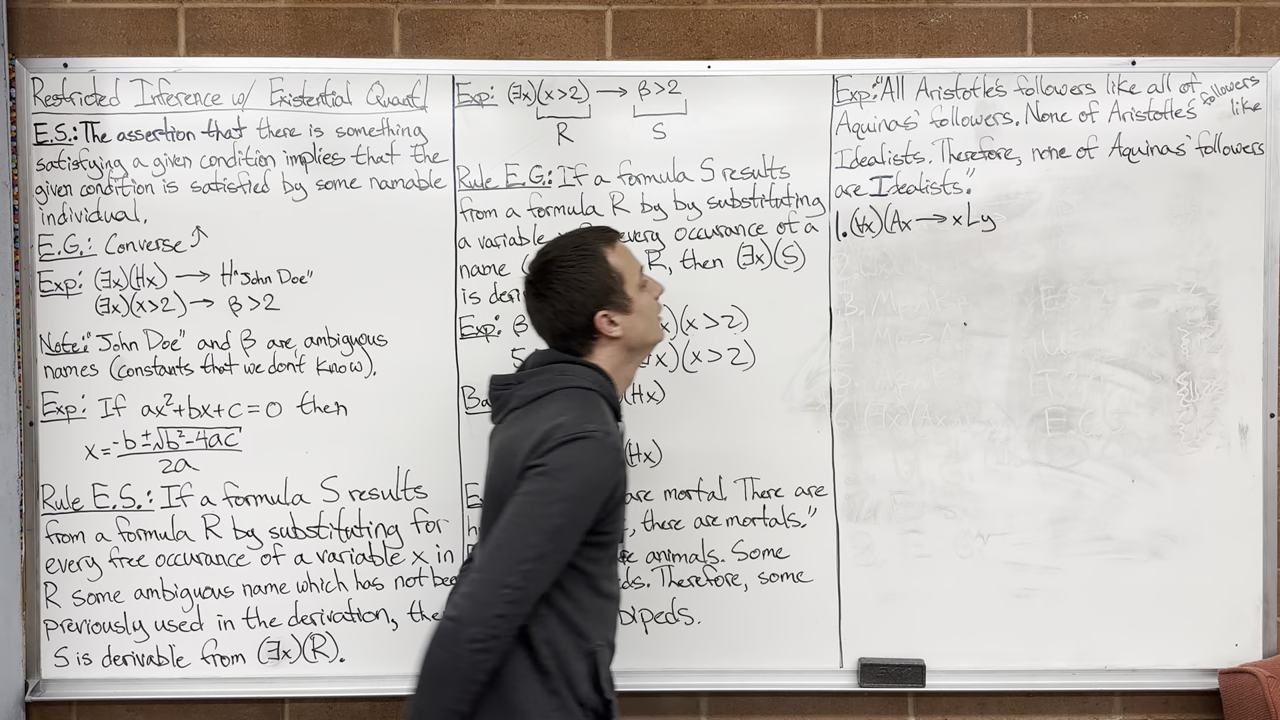 Restricted Inference w/ Existential Quant.
E.S.: The assertion that there is something
satisfying a given condition implies that the
given condition is satisfied by some namable
individual.
E.G.: Converse ↑
Exp: (∃x)(Hx) → H"John Doe"
(∃x)(x>2) → β>2
Note: "John Doe" and β are ambiguous
names (constants that we don't know).
Exp: If ax²+bx+c=0 then
x = -b ± √b²-4ac / 2a
Rule E.S.: If a formula S results
from a formula R by substituting for
every free occurance of a variable x in
R some ambiguous name which has not bee
previously used in the derivation, the
S is derivable from (∃x)(R).
Exp: (∃x)(x>2) → β>2
R S
Rule E.G.: If a formula S results
from a formula R by by substituting
a variable every occurance of a
name ( R, then (∃x)(S)
is deri
Exp: β x)(x>2)
5 x)(x>2)
Ba (Hx)
(Hx)
E are mortal. There are
h , there are mortals."
animals. Some
ds. Therefore, some
bipeds.
Exp: "All Aristotle's followers like all of
Aquinas' followers. None of Aristotle's followers like
Idealists. Therefore, none of Aquinas' followers
are Idealists."
1. (∀x)(Ax → xLy